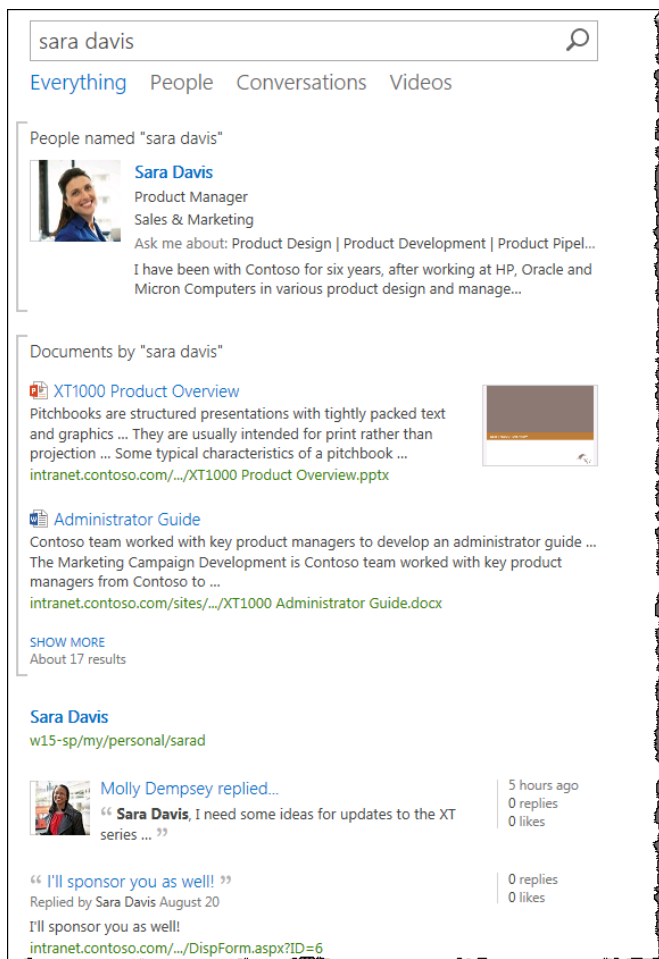 sara davis
Everything People Conversations Videos
People named "sara davis"
Sara Davis
Product Manager
Sales & Marketing
Ask me about: Product Design | Product Development | Product Pipel...
I have been with Contoso for six years, after working at HP, Oracle and
Micron Computers in various product design and manage...
Documents by "sara davis"
XT1000 Product Overview
Pitchbooks are structured presentations with tightly packed text
and graphics ... They are usually intended for print rather than
projection ... Some typical characteristics of a pitchbook ...
intranet.contoso.com/.../XT1000 Product Overview.pptx
Administrator Guide
Contoso team worked with key product managers to develop an administrator guide ...
The Marketing Campaign Development is Contoso team worked with key product
managers from Contoso to ...
intranet.contoso.com/sites/.../XT1000 Administrator Guide.docx
SHOW MORE
About 17 results
Sara Davis
w15-sp/my/personal/sarad
Molly Dempsey replied...
“ Sara Davis, I need some ideas for updates to the XT
series ... ”
5 hours ago
0 replies
0 likes
“ I'll sponsor you as well! ”
Replied by Sara Davis August 20
0 replies
0 likes
I'll sponsor you as well!
intranet.contoso.com/.../DispForm.aspx?ID=6